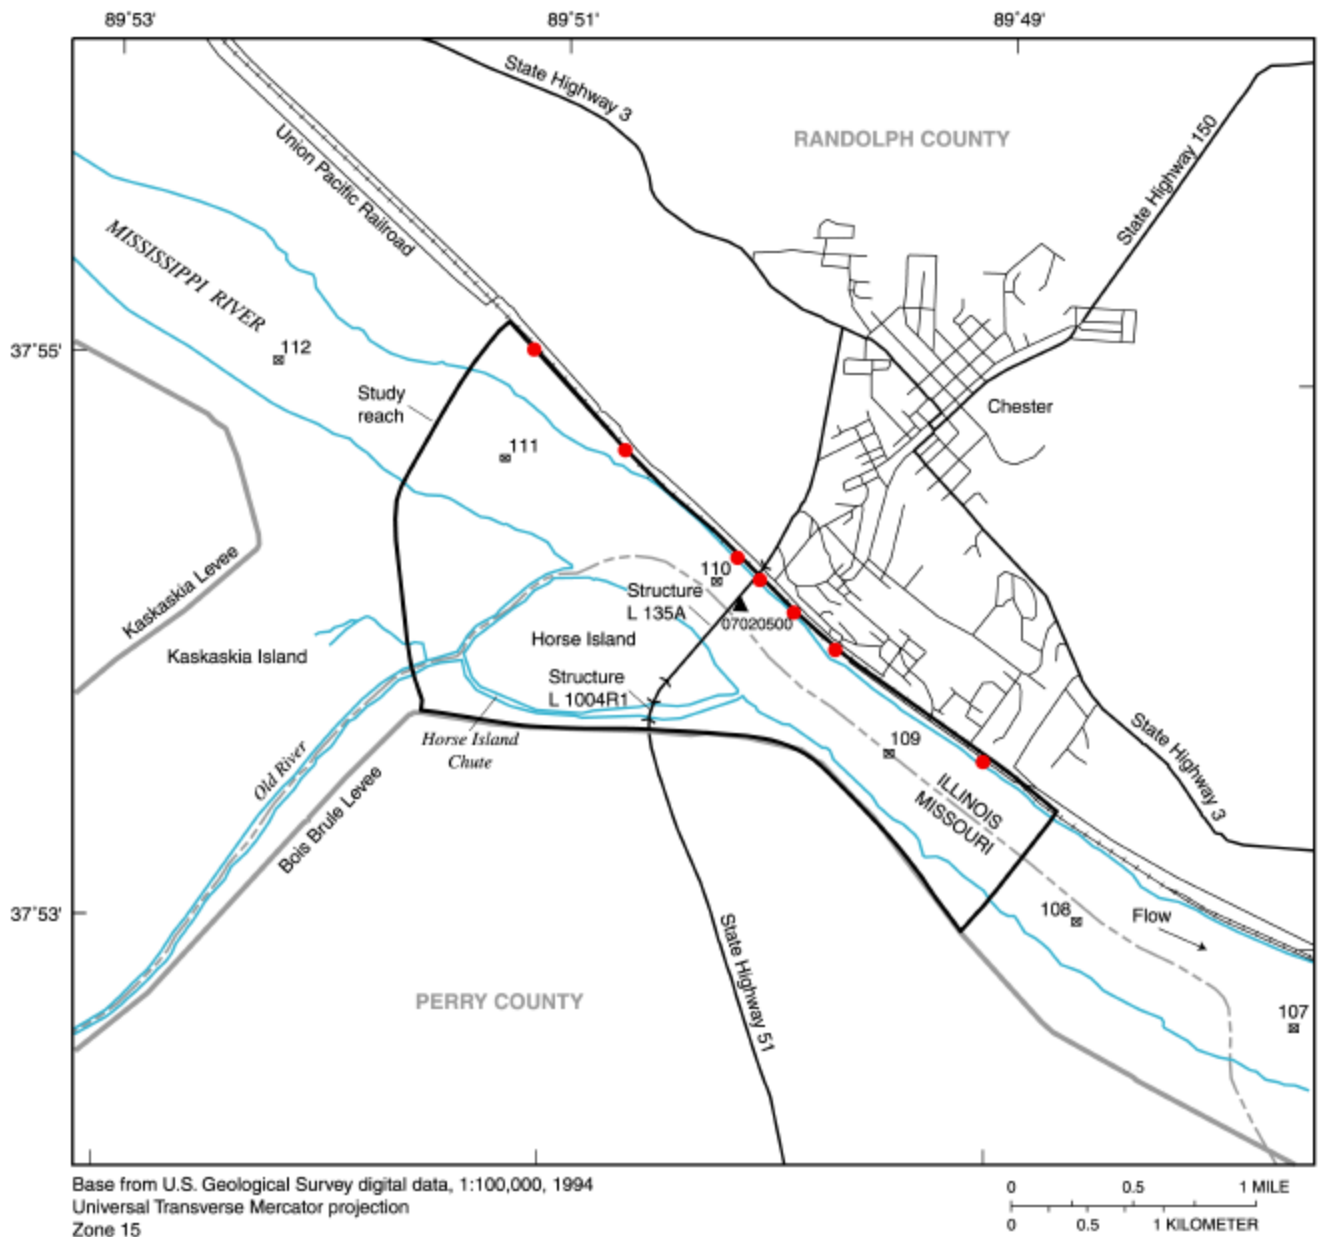 89°53'
89°51'
89°49'
State Highway 3
RANDOLPH COUNTY
State Highway 150
Union Pacific Railroad
MISSISSIPPI RIVER
112
37°55'
Study
reach
Chester
111
110
Structure
L 135A
07020500
Kaskaskia Levee
Kaskaskia Island
Horse Island
Structure
L 1004R1
Horse Island
Chute
109
Old River
Bois Brule Levee
ILLINOIS
MISSOURI
State Highway 3
37°53'
108
Flow
State Highway 51
PERRY COUNTY
107
Base from U.S. Geological Survey digital data, 1:100,000, 1994
Universal Transverse Mercator projection
Zone 15
0 0.5 1 MILE
0 0.5 1 KILOMETER